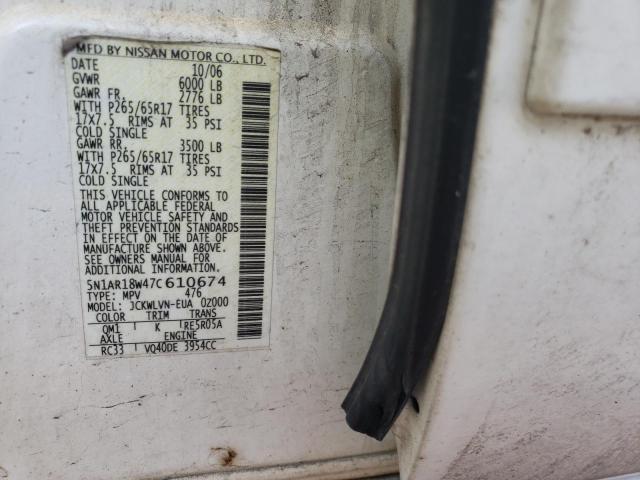 MFD BY NISSAN MOTOR CO., LTD.
DATE 10/06
GVWR 6000 LB
GAWR FR. 2776 LB
WITH P265/65R17 TIRES
17X7.5 RIMS AT 35 PSI
COLD SINGLE
GAWR RR. 3500 LB
WITH P265/65R17 TIRES
17X7.5 RIMS AT 35 PSI
COLD SINGLE
THIS VEHICLE CONFORMS TO
ALL APPLICABLE FEDERAL
MOTOR VEHICLE SAFETY AND
THEFT PREVENTION STANDARDS
IN EFFECT ON THE DATE OF
MANUFACTURE SHOWN ABOVE.
SEE OWNERS MANUAL FOR
ADDITIONAL INFORMATION
5N1AR18W47C610674
TYPE: MPV 476
MODEL: JCKWLVN-EUA 02000
COLOR TRIM TRANS
QM1 K RE5R05A
AXLE ENGINE
RC33 VQ40DE 3954CC